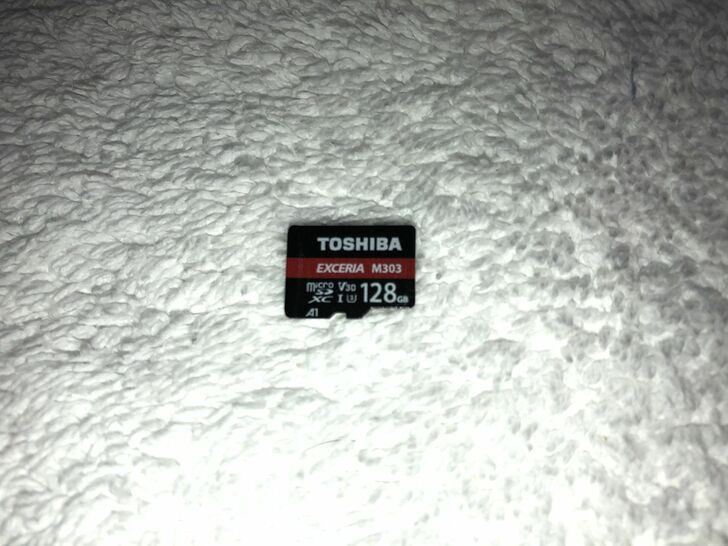 TOSHIBA
EXCERIA M303
micro SD XC I V30 U3 128GB
A1